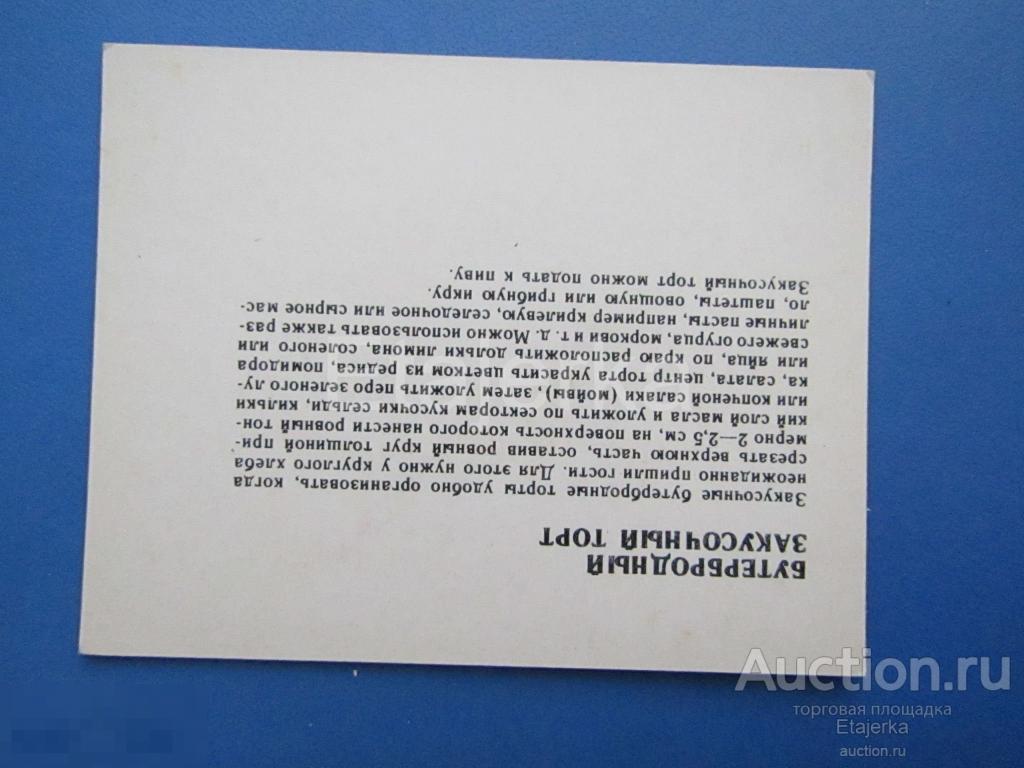 БУТЕРБРОДНЫЙ
ЗАКУСОЧНЫЙ ТОРТ
Закусочные бутербродные торты удобно организовать, когда
неожиданно пришли гости. Для этого нужно у круглого хлеба
срезать верхнюю часть, оставив ровный круг толщиной при-
мерно 2—2,5 см, на поверхность которого нанести ровный тон-
кий слой масла и уложить по секторам кусочки сельди, кильки
или копченой салаки (мойвы), затем уложить перо зеленого лу-
ка, салата, центр торта украсить цветком из редиса, помидора
или яйца, по краю расположить дольки лимона, соленого или
свежего огурца, моркови и т. д. Можно использовать также раз-
личные пасты, например крилевую, селедочное или сырное мас-
ло, паштеты, овощную или грибную икру.
Закусочный торт можно подать к пиву.
Auction.ru
торговая площадка
Etajerka
auction.ru